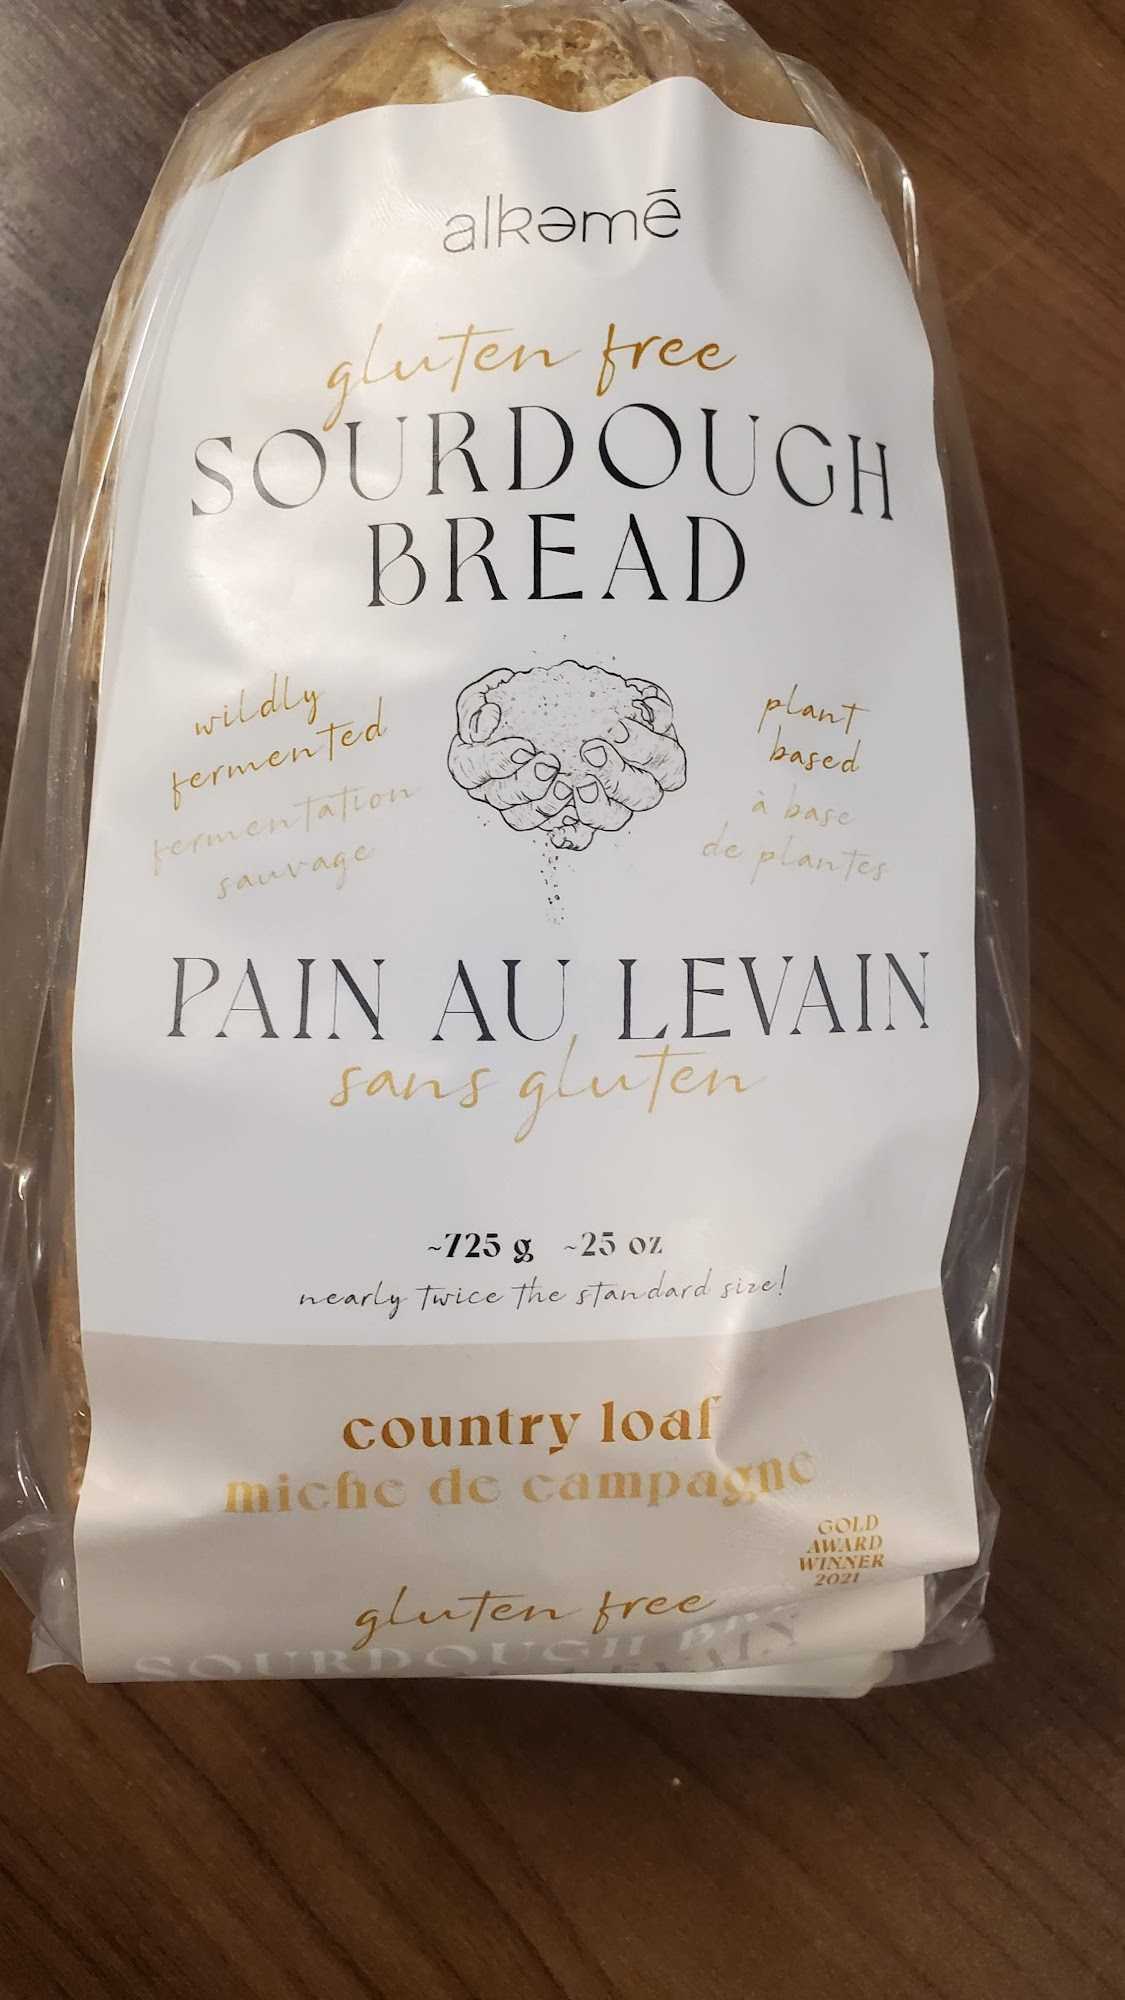 alkəmē
gluten free
SOURDOUGH
BREAD
wildly
fermented
fermentation
sauvage
plant
based
à base
de plantes
PAIN AU LEVAIN
sans gluten
~725 g ~25 oz
nearly twice the standard size!
country loaf
miche de campagne
GOLD
AWARD
WINNER
2021
gluten free
SOURDOUGH
LEVAIN